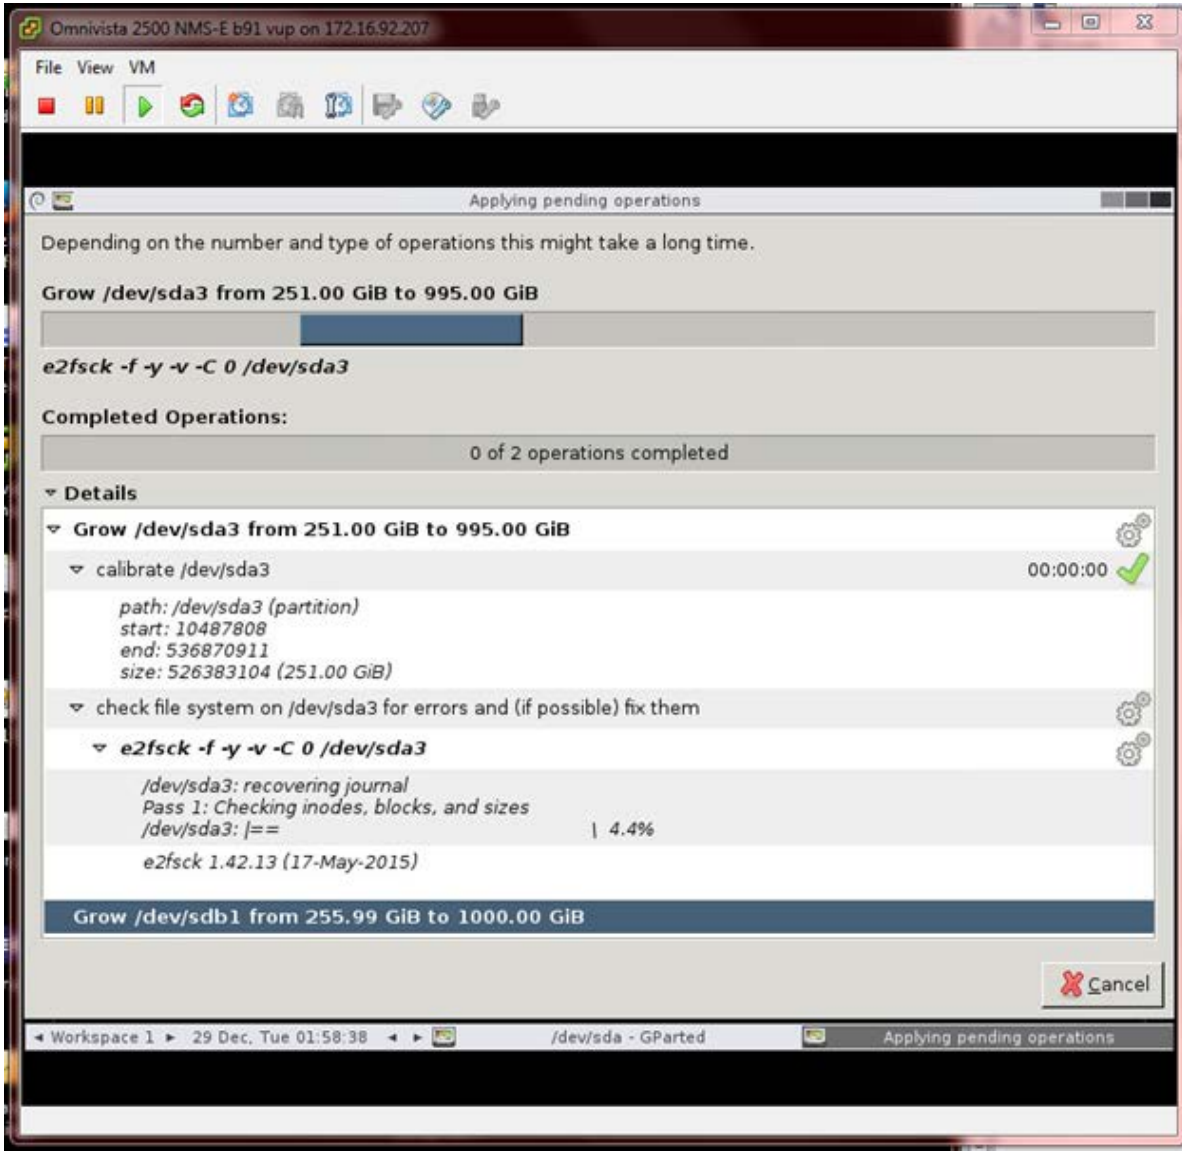 Omnivista 2500 NMS-E b91 vup on 172.16.92.207
File View VM
Applying pending operations
Depending on the number and type of operations this might take a long time.
Grow /dev/sda3 from 251.00 GiB to 995.00 GiB
e2fsck -f -y -v -C 0 /dev/sda3
Completed Operations:
0 of 2 operations completed
Details
Grow /dev/sda3 from 251.00 GiB to 995.00 GiB
calibrate /dev/sda3 00:00:00
path: /dev/sda3 (partition)
start: 10487808
end: 536870911
size: 526383104 (251.00 GiB)
check file system on /dev/sda3 for errors and (if possible) fix them
e2fsck -f -y -v -C 0 /dev/sda3
/dev/sda3: recovering journal
Pass 1: Checking inodes, blocks, and sizes
/dev/sda3: |== \ 4.4%
e2fsck 1.42.13 (17-May-2015)
Grow /dev/sdb1 from 255.99 GiB to 1000.00 GiB
Cancel
Workspace 1 29 Dec, Tue 01:58:38 /dev/sda - GParted Applying pending operations